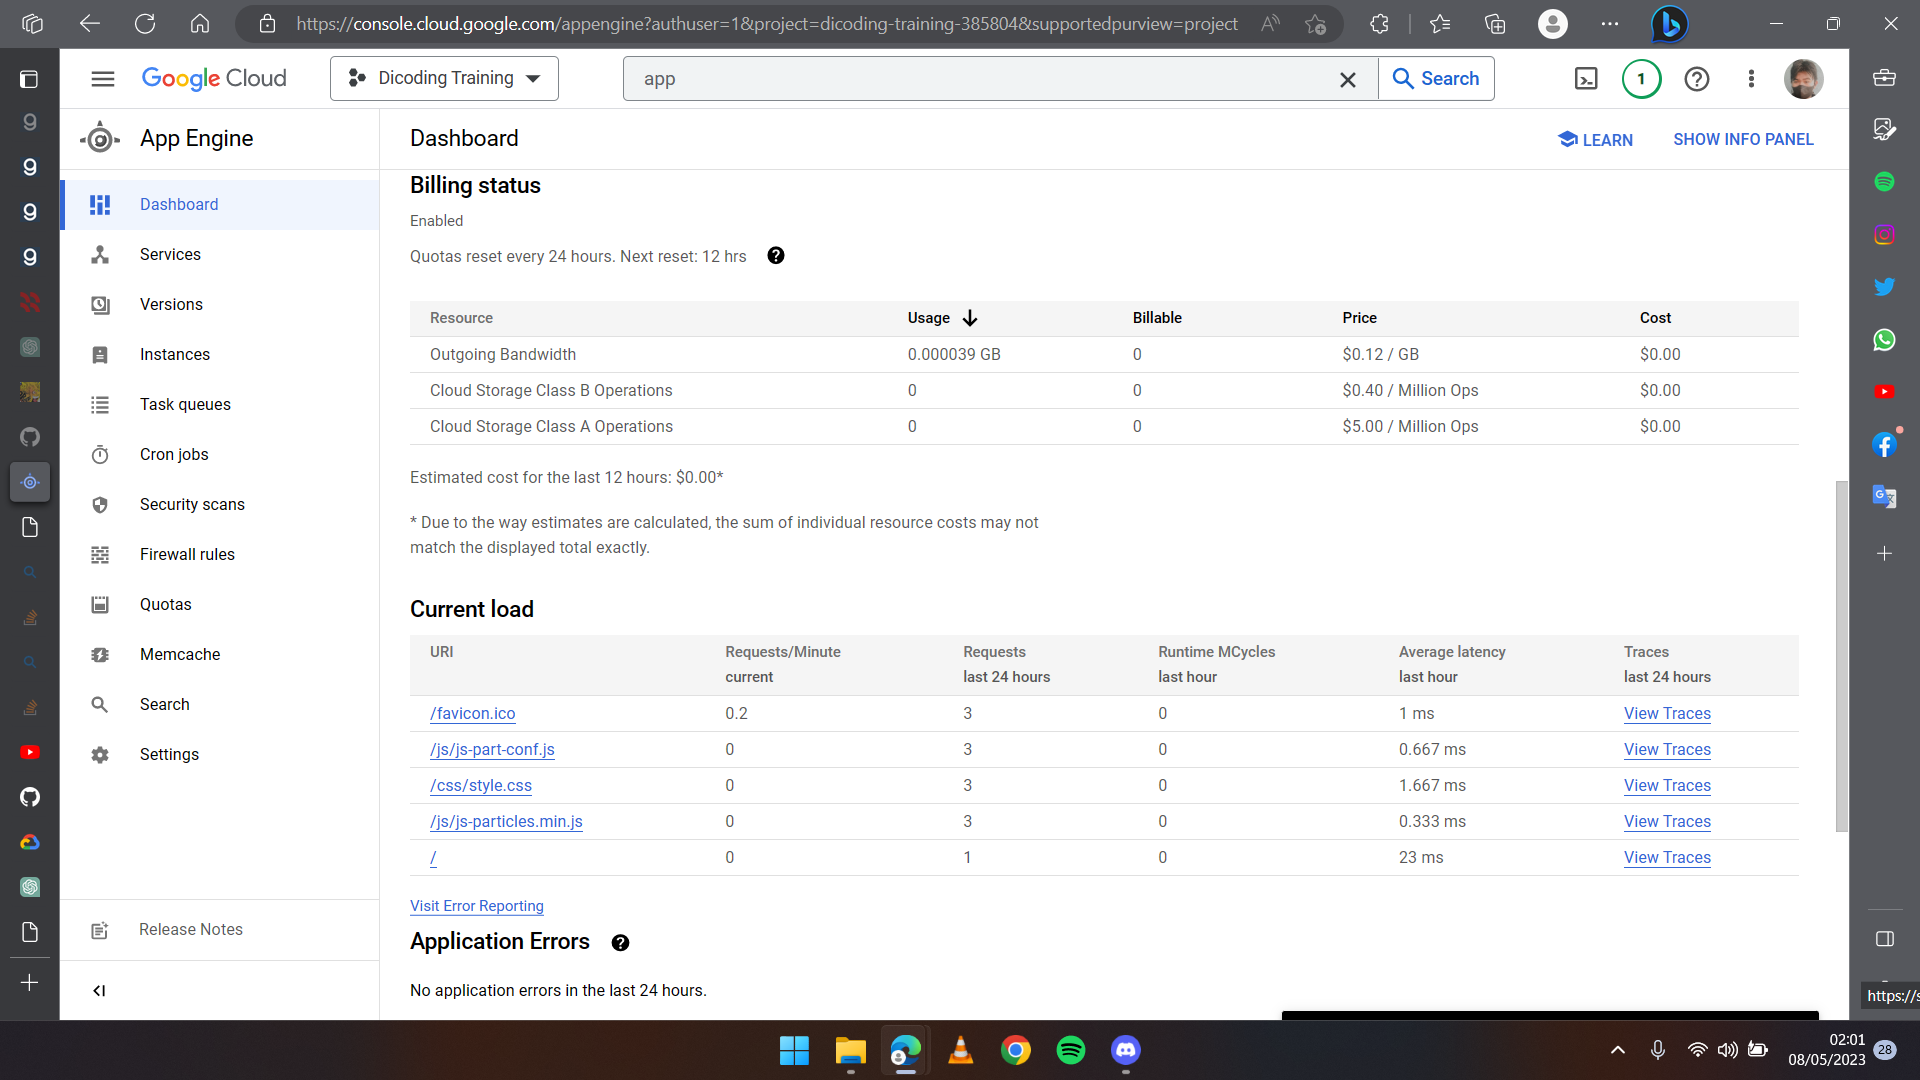 https://console.cloud.google.com/appengine?authuser=1&project=dicoding-training-385804&supportedpurview=project
Google Cloud
Dicoding Training
app
Search
1
App Engine
Dashboard
LEARN
SHOW INFO PANEL
Dashboard
Services
Versions
Instances
Task queues
Cron jobs
Security scans
Firewall rules
Quotas
Memcache
Search
Settings
Release Notes
Billing status
Enabled
Quotas reset every 24 hours. Next reset: 12 hrs
Resource Usage Billable Price Cost
Outgoing Bandwidth 0.000039 GB 0 $0.12 / GB $0.00
Cloud Storage Class B Operations 0 0 $0.40 / Million Ops $0.00
Cloud Storage Class A Operations 0 0 $5.00 / Million Ops $0.00
Estimated cost for the last 12 hours: $0.00*
* Due to the way estimates are calculated, the sum of individual resource costs may not
match the displayed total exactly.
Current load
URI Requests/Minute Requests Runtime MCycles Average latency Traces
current last 24 hours last hour last hour last 24 hours
/favicon.ico 0.2 3 0 1 ms View Traces
/js/js-part-conf.js 0 3 0 0.667 ms View Traces
/css/style.css 0 3 0 1.667 ms View Traces
/js/js-particles.min.js 0 3 0 0.333 ms View Traces
/ 0 1 0 23 ms View Traces
Visit Error Reporting
Application Errors
No application errors in the last 24 hours.
https://s
02:01
08/05/2023
28